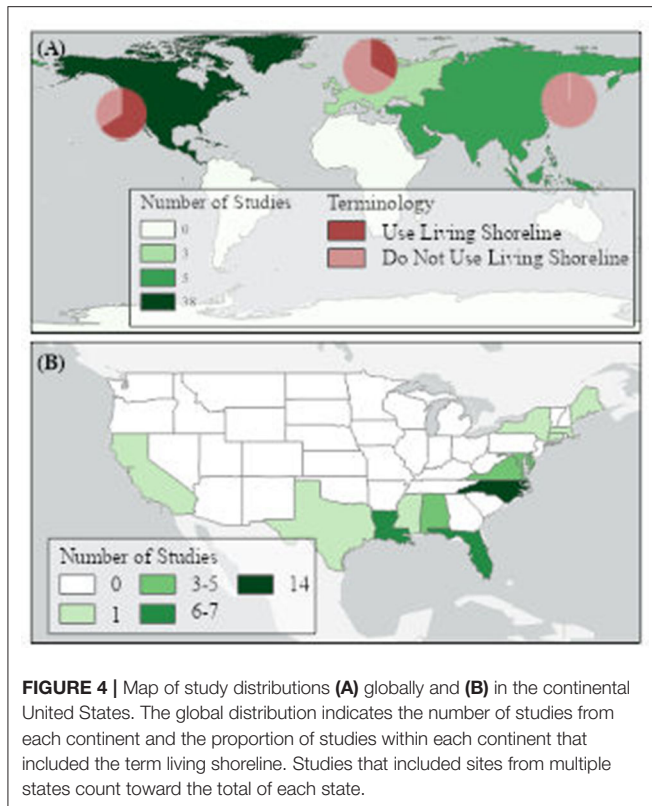 (A)
Number of Studies
0
3
5
38
Terminology
Use Living Shoreline
Do Not Use Living Shoreline
(B)
Number of Studies
0 3-5 14
1 6-7
FIGURE 4 | Map of study distributions (A) globally and (B) in the continental
United States. The global distribution indicates the number of studies from
each continent and the proportion of studies within each continent that
included the term living shoreline. Studies that included sites from multiple
states count toward the total of each state.